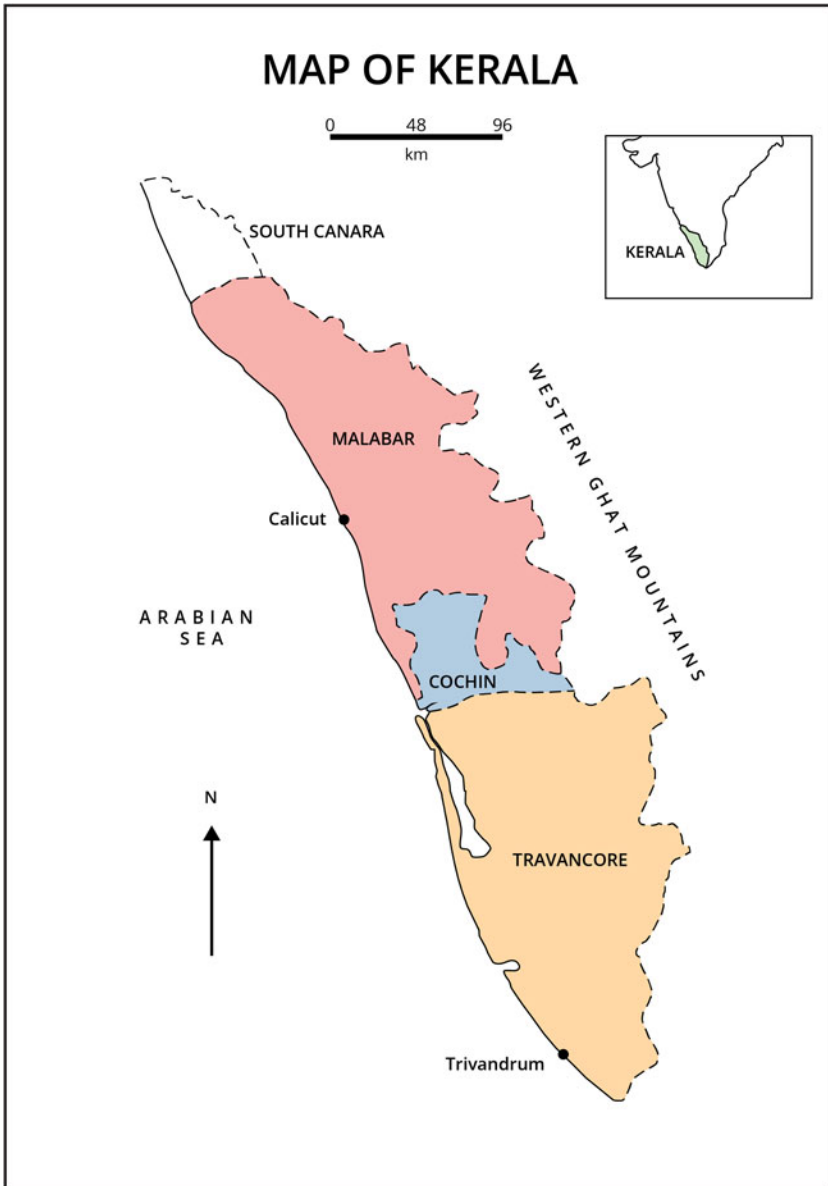 MAP OF KERALA
0 48 96
km
SOUTH CANARA
KERALA
MALABAR
WESTERN GHAT MOUNTAINS
Calicut
ARABIAN
SEA
COCHIN
N
TRAVANCORE
Trivandrum